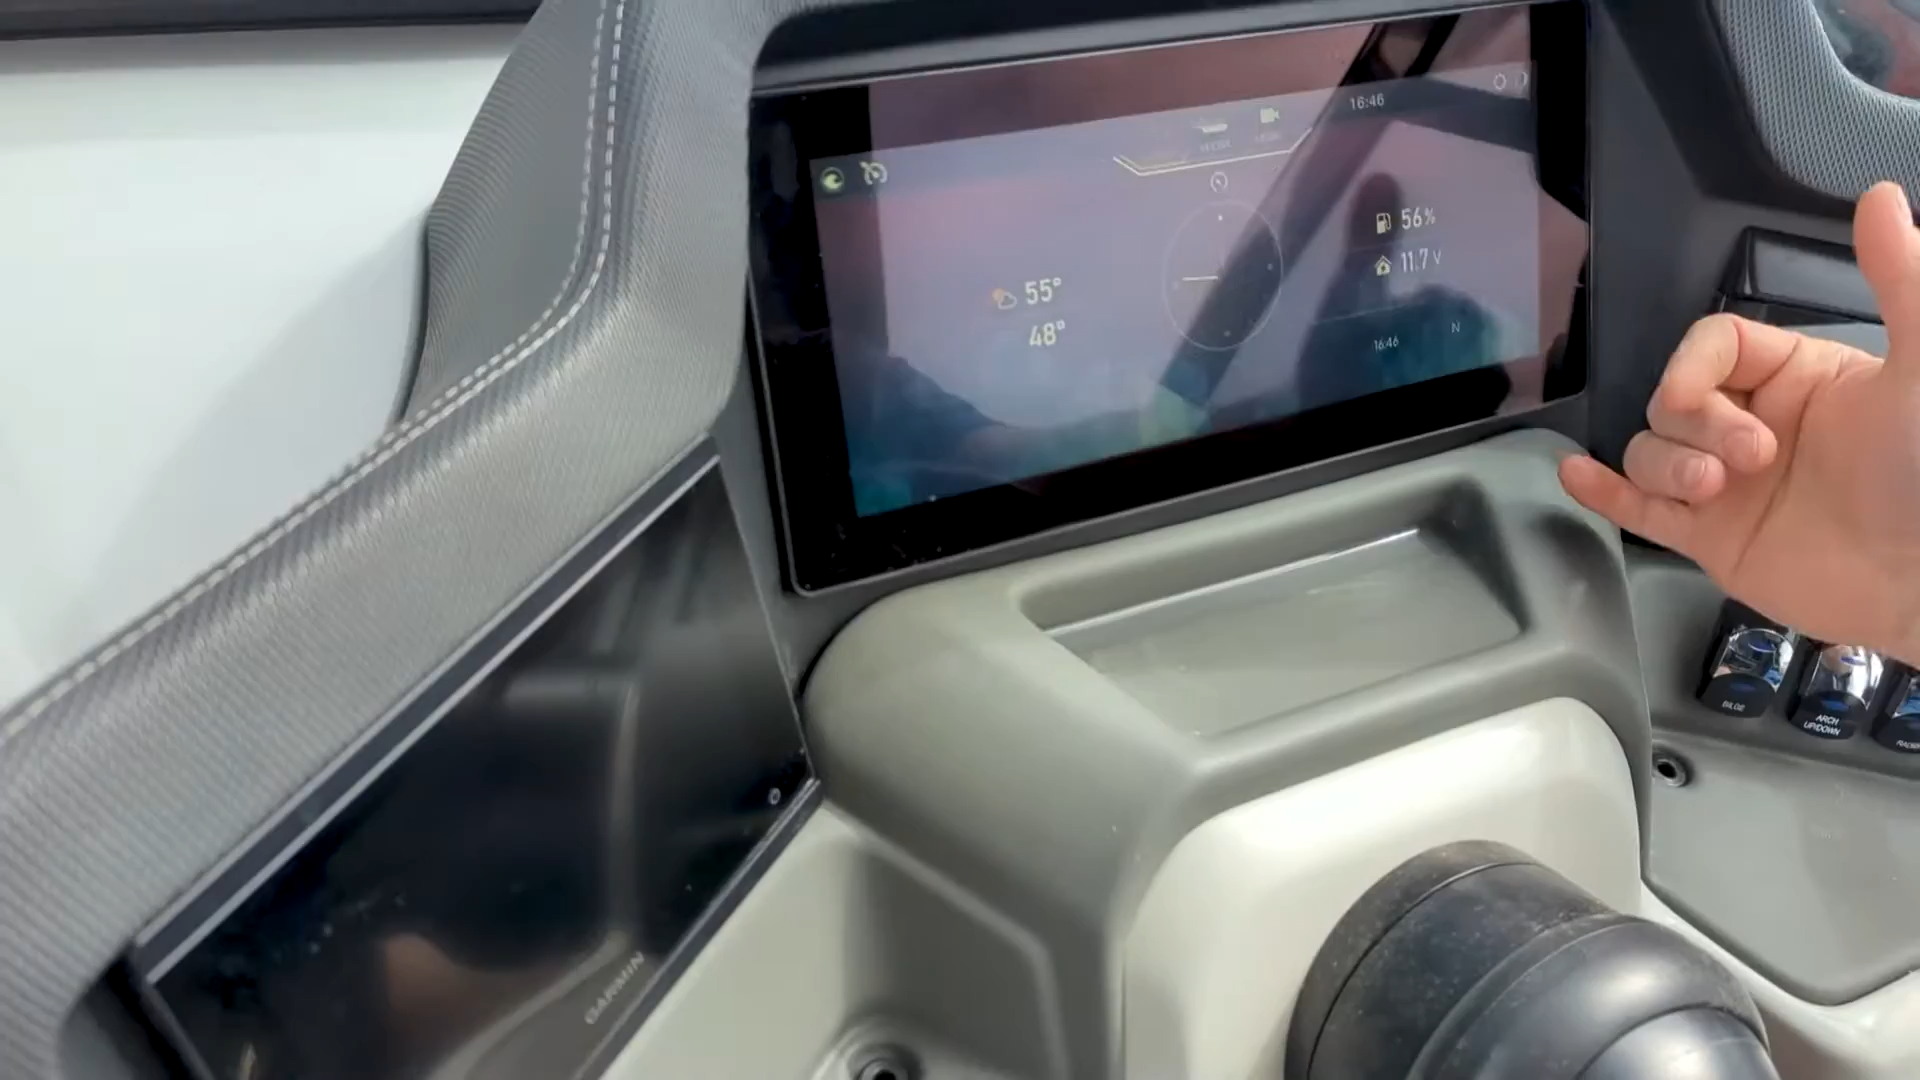 16:46
56%
11.7 V
55°
48°
16:46
N
GARMIN
BILGE
ARCH
UP/DOWN